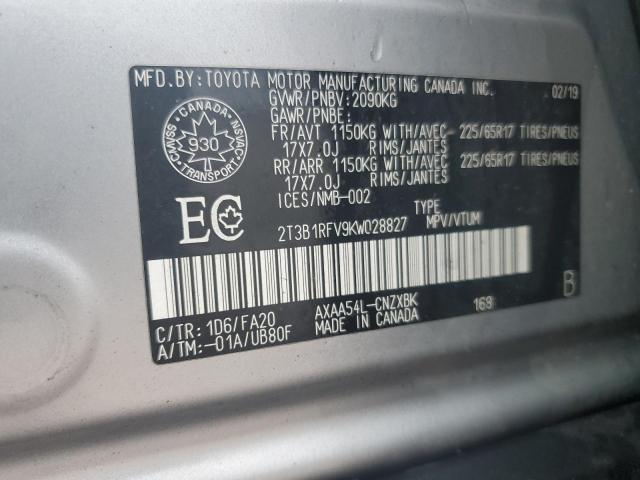 MFD.BY: TOYOTA MOTOR MANUFACTURING CANADA INC. 02/19
GVWR/PNBV: 2090KG
GAWR/PNBE:
FR/AVT 1150KG WITH/AVEC 225/65R17 TIRES/PNEUS
17X7.0J RIMS/JANTES
RR/ARR 1150KG WITH/AVEC 225/65R17 TIRES/PNEUS
17X7.0J RIMS/JANTES
ICES/NMB-002
CANADA
CMVSS 930 NSVAC
TRANSPORT
EC
TYPE
2T3B1RFV9KW028827 MPV/VTUM
B
C/TR: 1D6/FA20 AXAA54L-CNZXBK 169
A/TM: -01A/UB80F MADE IN CANADA